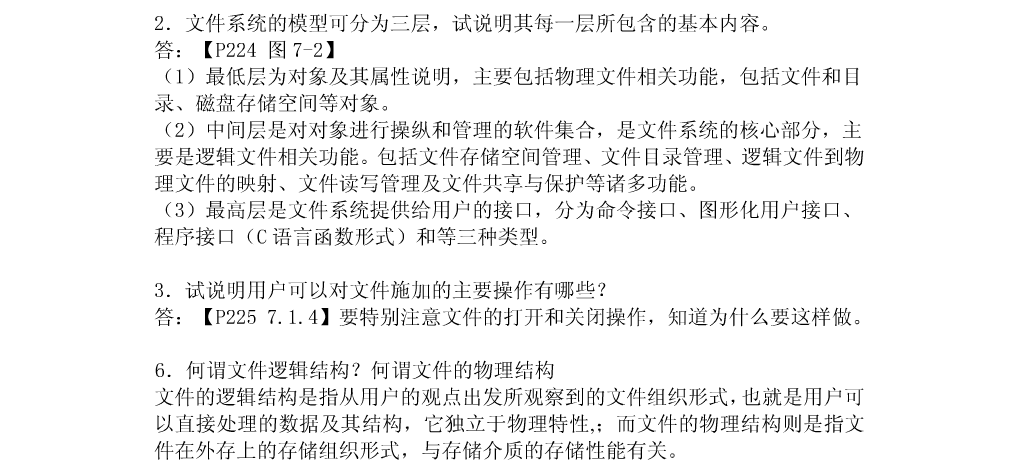 2．文件系统的模型可分为三层，试说明其每一层所包含的基本内容。
答：【P224 图 7-2】
（1）最低层为对象及其属性说明，主要包括物理文件相关功能，包括文件和目
录、磁盘存储空间等对象。
（2）中间层是对对象进行操纵和管理的软件集合，是文件系统的核心部分，主
要是逻辑文件相关功能。包括文件存储空间管理、文件目录管理、逻辑文件到物
理文件的映射、文件读写管理及文件共享与保护等诸多功能。
（3）最高层是文件系统提供给用户的接口，分为命令接口、图形化用户接口、
程序接口（C 语言函数形式）和等三种类型。
3．试说明用户可以对文件施加的主要操作有哪些？
答：【P225 7.1.4】要特别注意文件的打开和关闭操作，知道为什么要这样做。
6．何谓文件逻辑结构？何谓文件的物理结构
文件的逻辑结构是指从用户的观点出发所观察到的文件组织形式，也就是用户可
以直接处理的数据及其结构，它独立于物理特性,；而文件的物理结构则是指文
件在外存上的存储组织形式，与存储介质的存储性能有关。